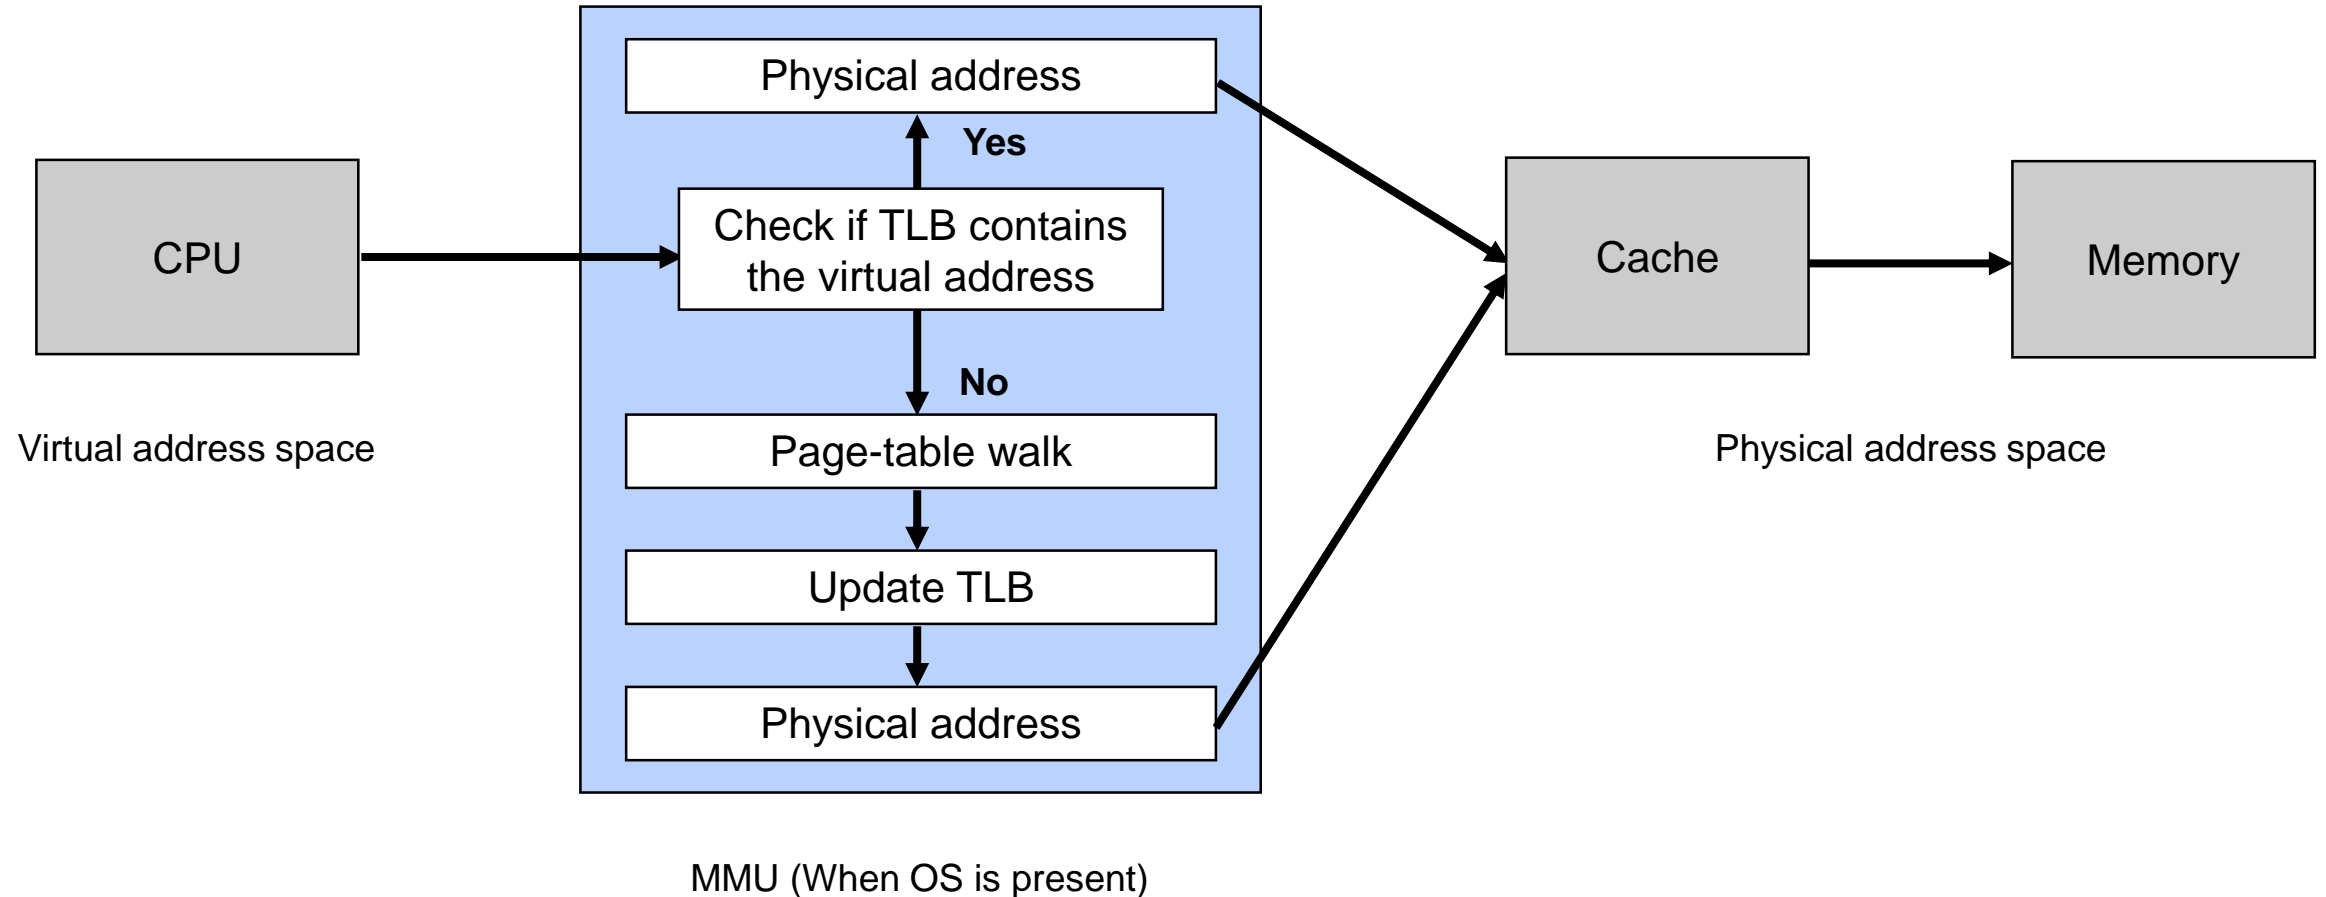 Physical address
Yes
CPU
Check if TLB contains
the virtual address
Cache
Memory
No
Virtual address space
Page-table walk
Physical address space
Update TLB
Physical address
MMU (When OS is present)